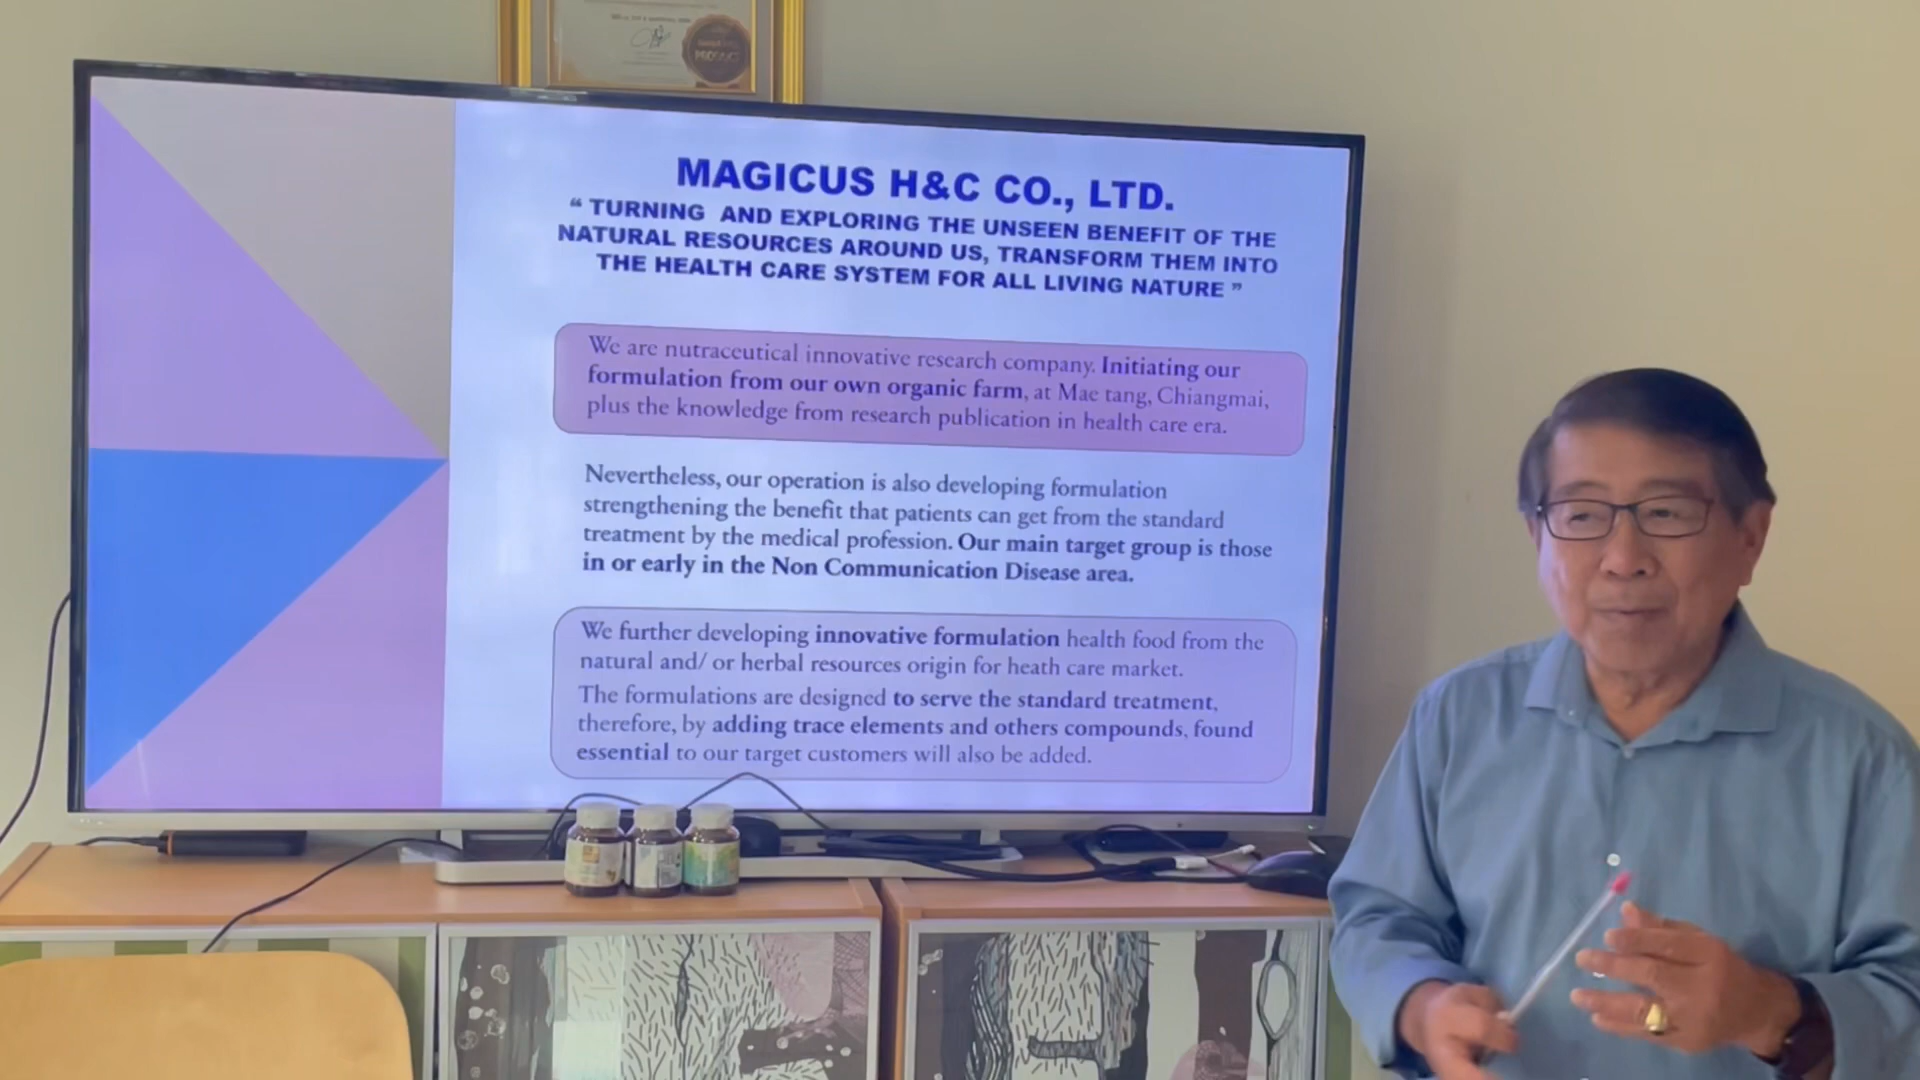 MAGICUS H&C CO., LTD.
“ TURNING AND EXPLORING THE UNSEEN BENEFIT OF THE
NATURAL RESOURCES AROUND US, TRANSFORM THEM INTO
THE HEALTH CARE SYSTEM FOR ALL LIVING NATURE ”
We are nutraceutical innovative research company. Initiating our
formulation from our own organic farm, at Mae tang, Chiangmai,
plus the knowledge from research publication in health care era.
Nevertheless, our operation is also developing formulation
strengthening the benefit that patients can get from the standard
treatment by the medical profession. Our main target group is those
in or early in the Non Communication Disease area.
We further developing innovative formulation health food from the
natural and/ or herbal resources origin for heath care market.
The formulations are designed to serve the standard treatment,
therefore, by adding trace elements and others compounds, found
essential to our target customers will also be added.